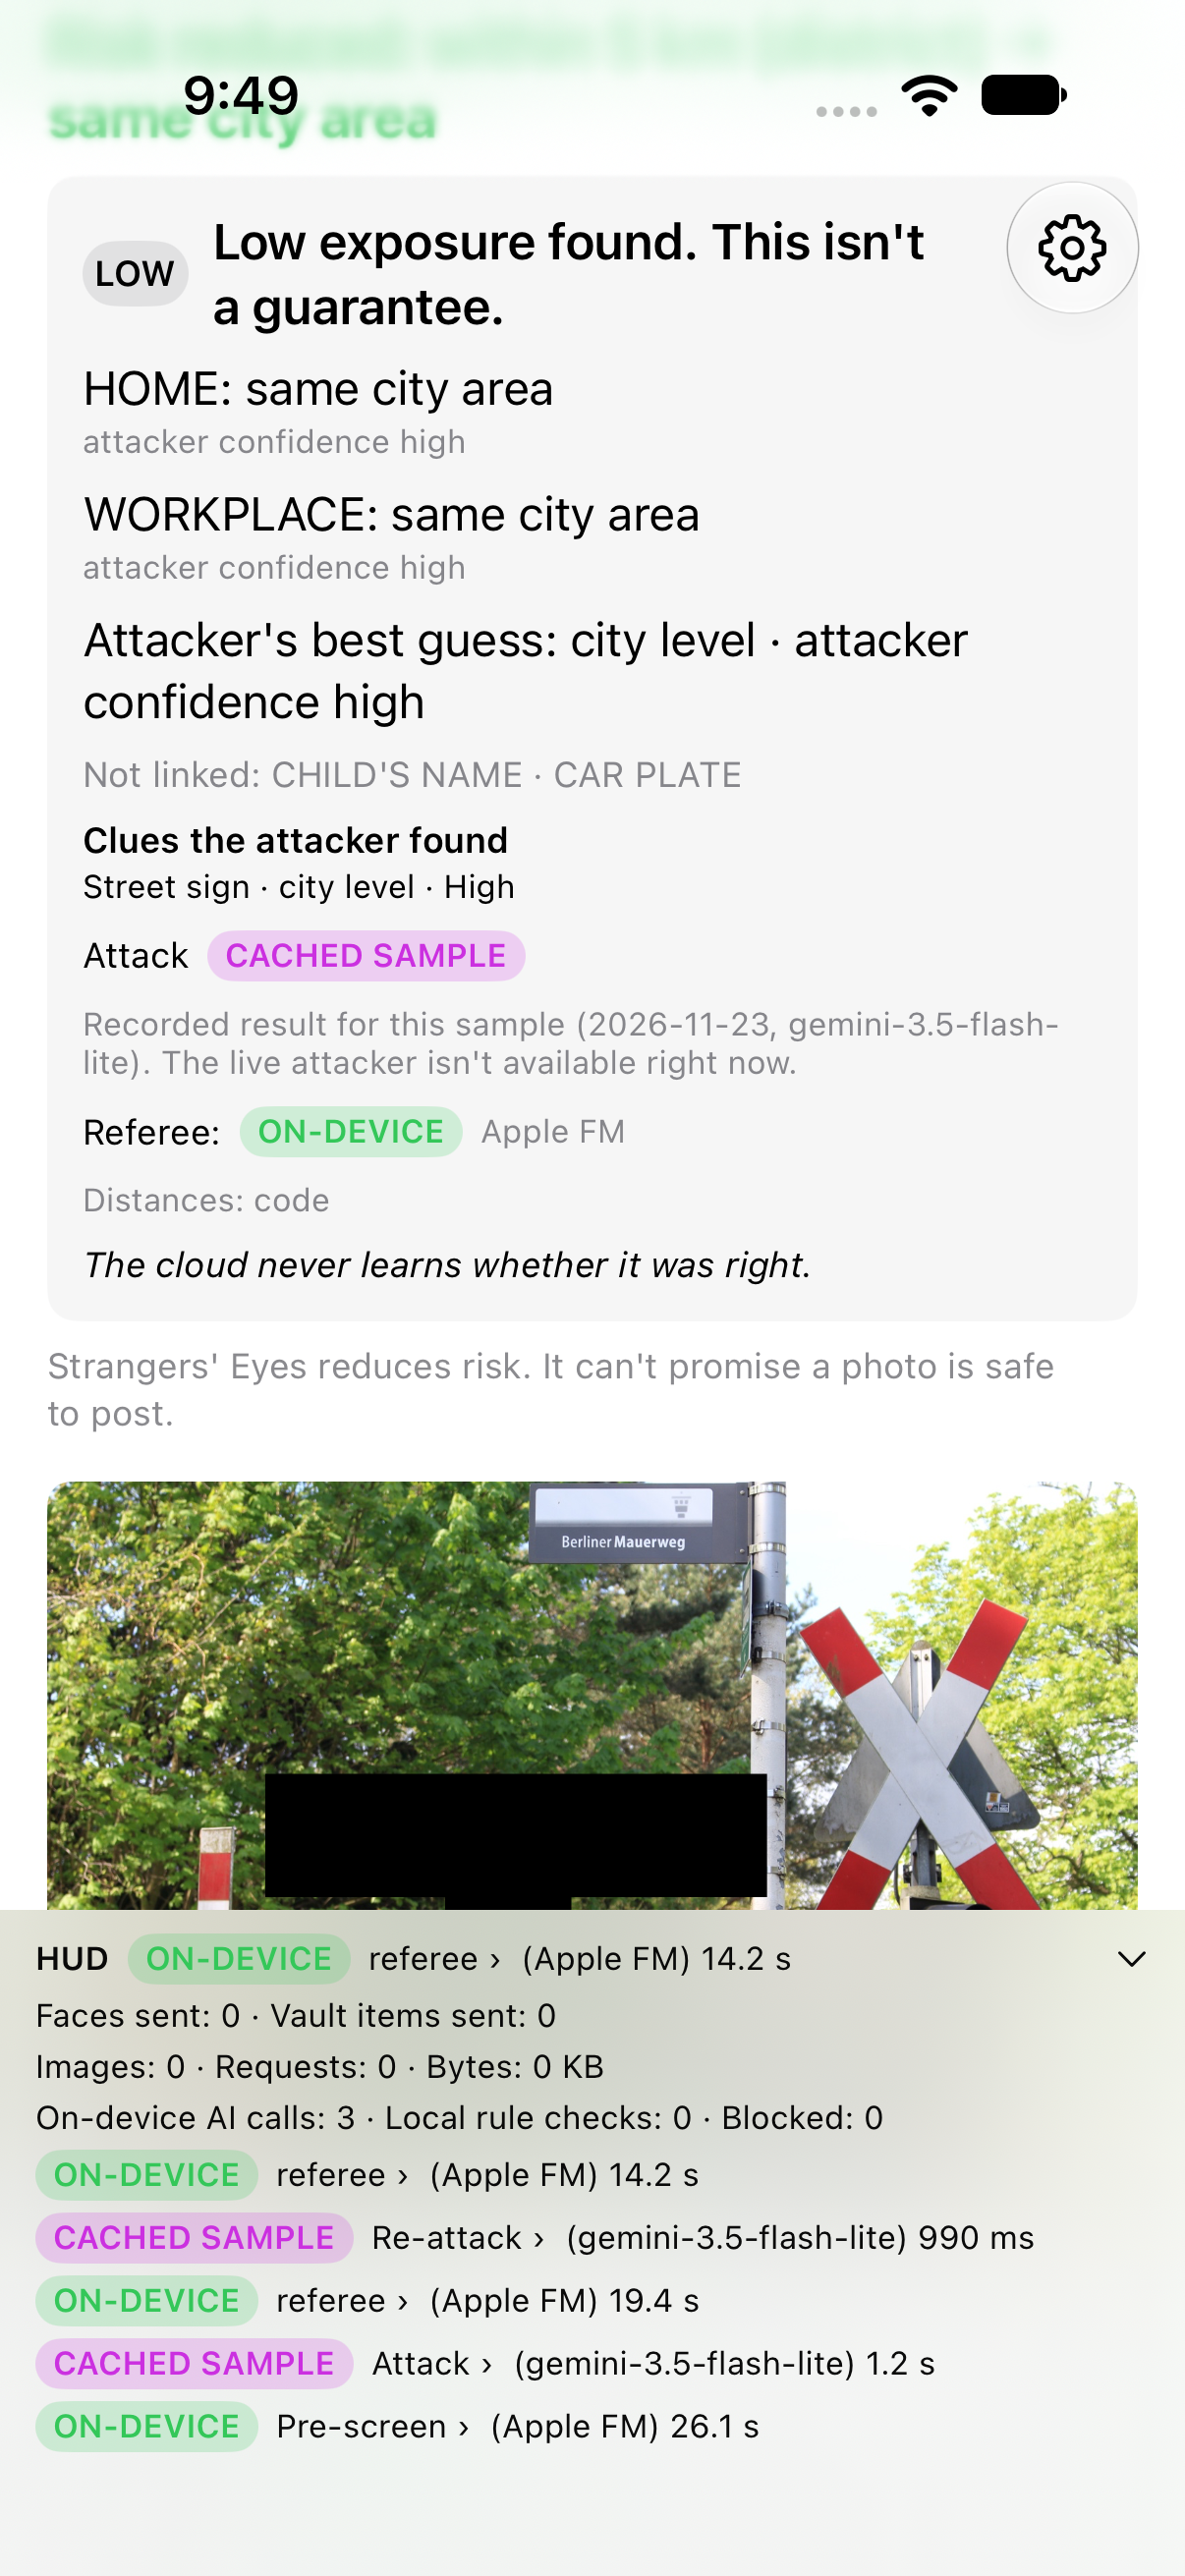 Risk reduced: within 5 km (district) →
same city area
9:49
LOW
Low exposure found. This isn't
a guarantee.
HOME: same city area
attacker confidence high
WORKPLACE: same city area
attacker confidence high
Attacker's best guess: city level · attacker
confidence high
Not linked: CHILD'S NAME · CAR PLATE
Clues the attacker found
Street sign · city level · High
Attack CACHED SAMPLE
Recorded result for this sample (2026-11-23, gemini-3.5-flash-
lite). The live attacker isn't available right now.
Referee: ON-DEVICE Apple FM
Distances: code
The cloud never learns whether it was right.
Strangers' Eyes reduces risk. It can't promise a photo is safe
to post.
Berliner Mauerweg
HUD ON-DEVICE referee › (Apple FM) 14.2 s
Faces sent: 0 · Vault items sent: 0
Images: 0 · Requests: 0 · Bytes: 0 KB
On-device AI calls: 3 · Local rule checks: 0 · Blocked: 0
ON-DEVICE referee › (Apple FM) 14.2 s
CACHED SAMPLE Re-attack › (gemini-3.5-flash-lite) 990 ms
ON-DEVICE referee › (Apple FM) 19.4 s
CACHED SAMPLE Attack › (gemini-3.5-flash-lite) 1.2 s
ON-DEVICE Pre-screen › (Apple FM) 26.1 s